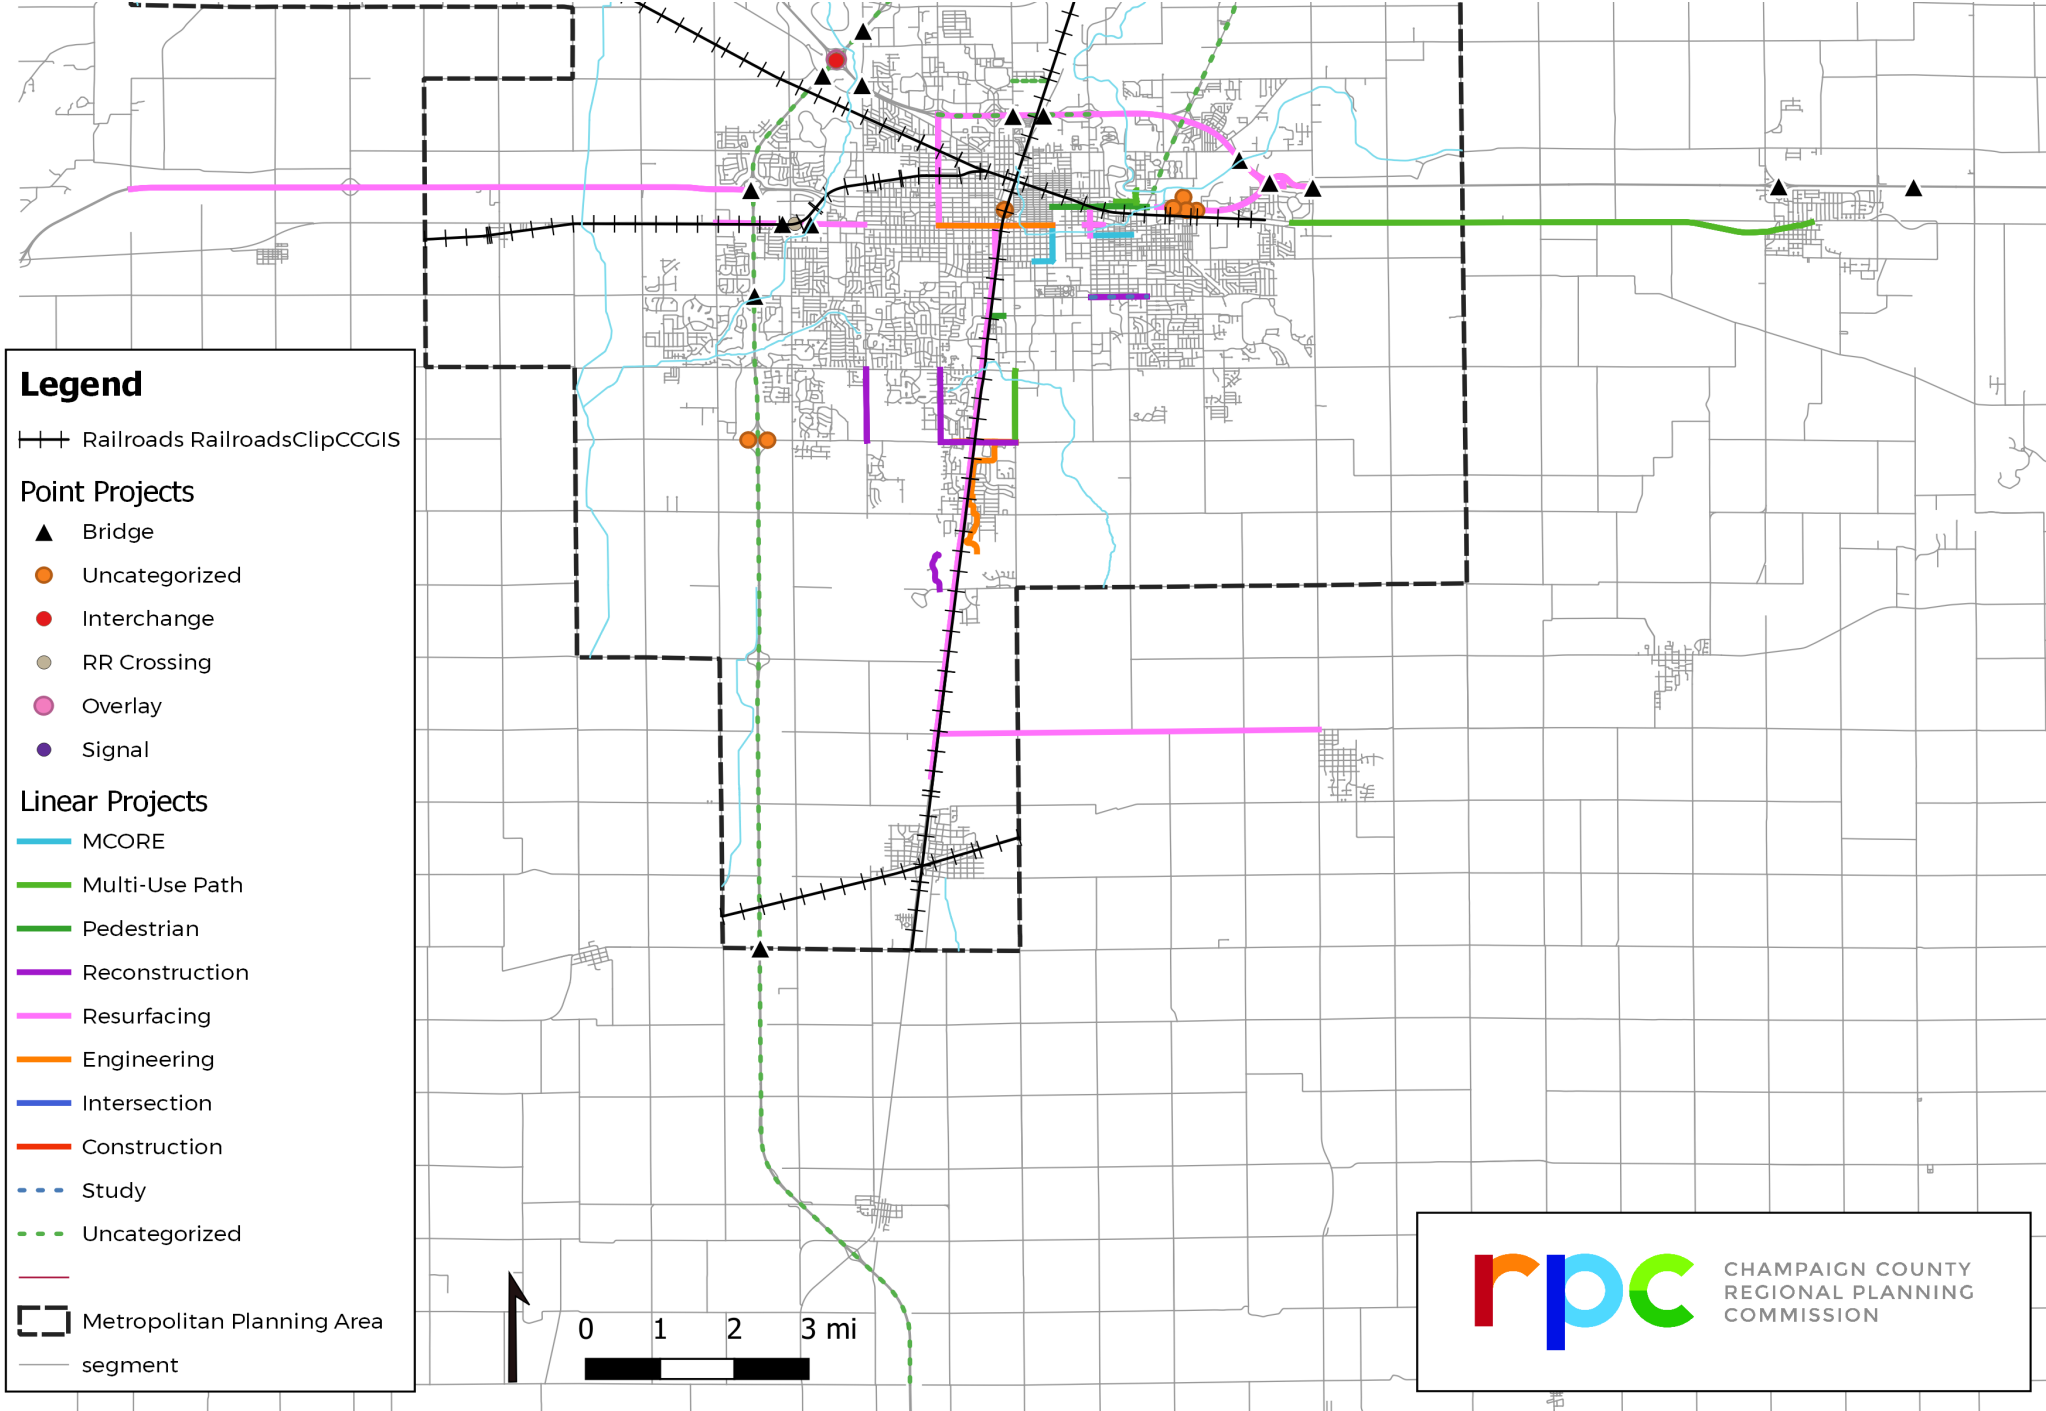 Legend
Railroads RailroadsClipCCGIS
Point Projects
Bridge
Uncategorized
Interchange
RR Crossing
Overlay
Signal
Linear Projects
MCORE
Multi-Use Path
Pedestrian
Reconstruction
Resurfacing
Engineering
Intersection
Construction
Study
Uncategorized
Metropolitan Planning Area
segment
0 1 2 3 mi
rpc
CHAMPAIGN COUNTY
REGIONAL PLANNING
COMMISSION